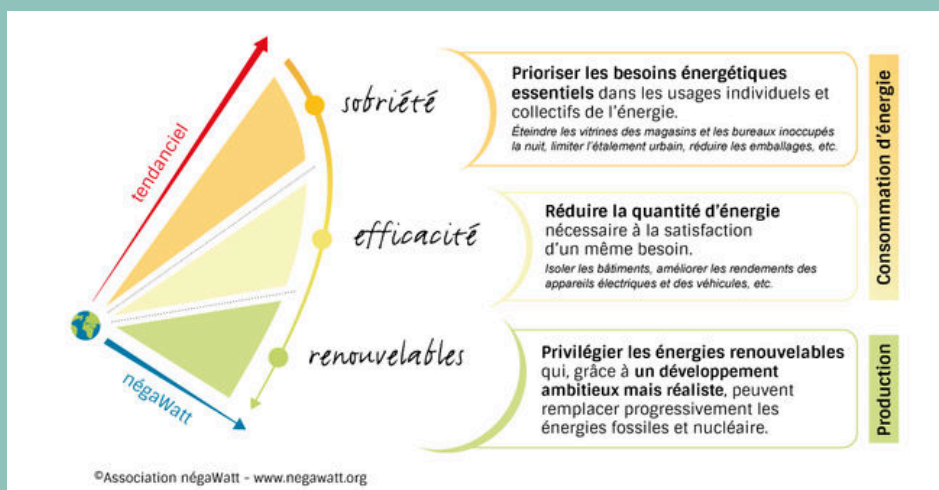 tendanciel
négaWatt
sobriété
Prioriser les besoins énergétiques
essentiels dans les usages individuels et
collectifs de l'énergie.
Éteindre les vitrines des magasins et les bureaux inoccupés
la nuit, limiter l'étalement urbain, réduire les emballages, etc.
efficacité
Réduire la quantité d'énergie
nécessaire à la satisfaction
d'un même besoin.
Isoler les bâtiments, améliorer les rendements des
appareils électriques et des véhicules, etc.
Consommation d'énergie
renouvelables
Privilégier les énergies renouvelables
qui, grâce à un développement
ambitieux mais réaliste, peuvent
remplacer progressivement les
énergies fossiles et nucléaire.
Production
©Association négaWatt - www.negawatt.org